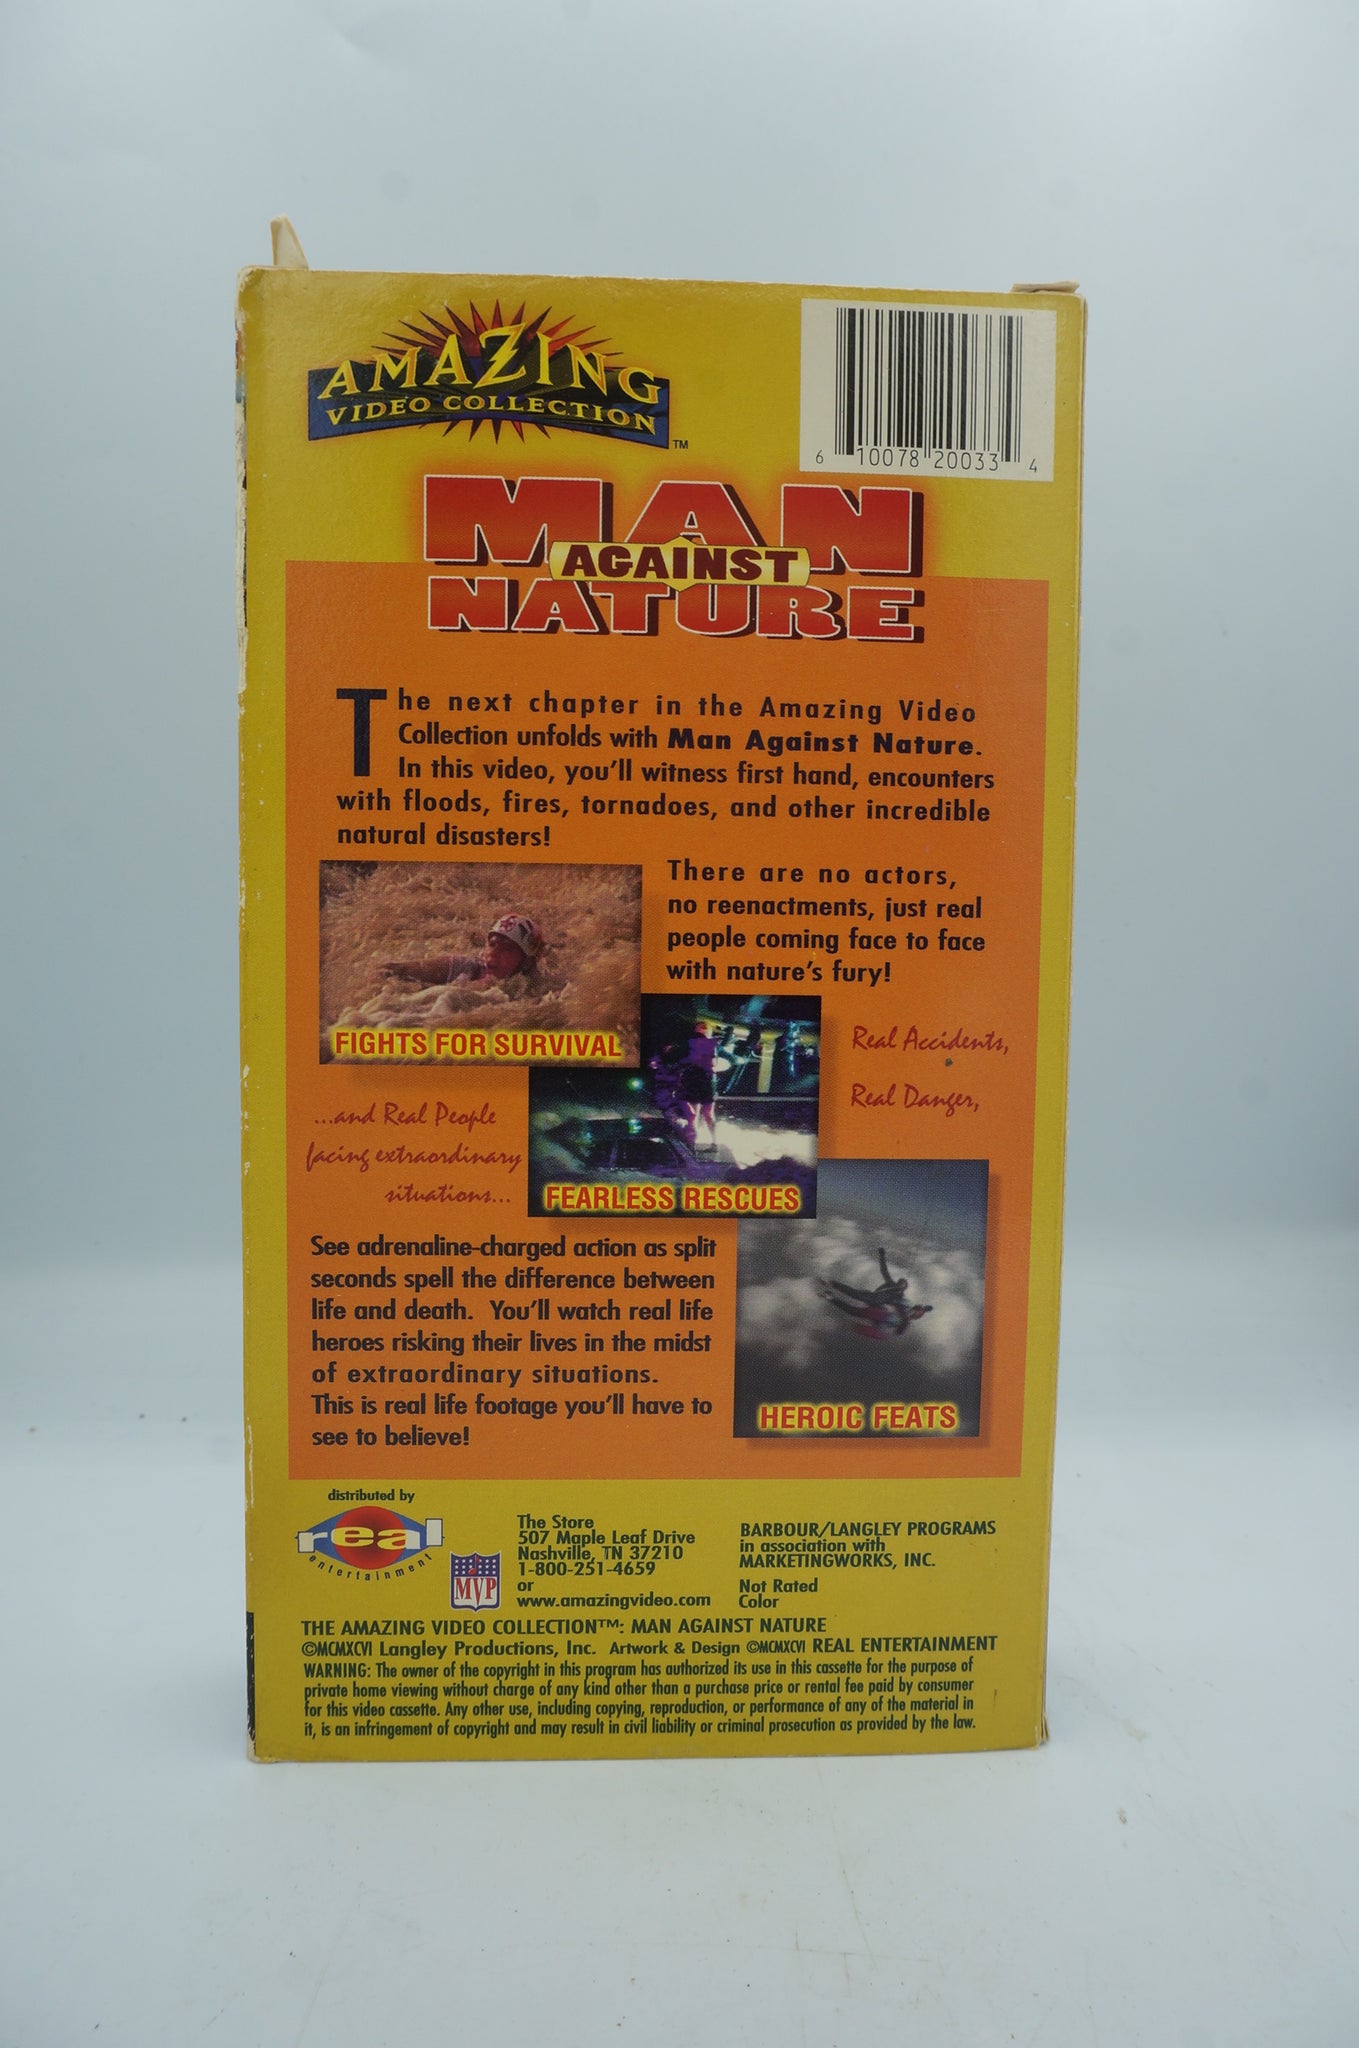 AMAZING
VIDEO COLLECTION™
6 10078 20033 4
MAN
AGAINST
NATURE
The next chapter in the Amazing Video
Collection unfolds with Man Against Nature.
In this video, you'll witness first hand, encounters
with floods, fires, tornadoes, and other incredible
natural disasters!
There are no actors,
no reenactments, just real
people coming face to face
with nature's fury!
FIGHTS FOR SURVIVAL
Real Accidents,
Real Danger,
...and Real People
facing extraordinary
situations...
FEARLESS RESCUES
See adrenaline-charged action as split
seconds spell the difference between
life and death. You'll watch real life
heroes risking their lives in the midst
of extraordinary situations.
This is real life footage you'll have to
see to believe!
HEROIC FEATS
distributed by
real
entertainment
MVP
The Store
507 Maple Leaf Drive
Nashville, TN 37210
1-800-251-4659
or
www.amazingvideo.com
BARBOUR/LANGLEY PROGRAMS
in association with
MARKETINGWORKS, INC.
Not Rated
Color
THE AMAZING VIDEO COLLECTION™: MAN AGAINST NATURE
©MCMXCVI Langley Productions, Inc. Artwork & Design ©MCMXCVI REAL ENTERTAINMENT
WARNING: The owner of the copyright in this program has authorized its use in this cassette for the purpose of
private home viewing without charge of any kind other than a purchase price or rental fee paid by consumer
for this video cassette. Any other use, including copying, reproduction, or performance of any of the material in
it, is an infringement of copyright and may result in civil liability or criminal prosecution as provided by the law.